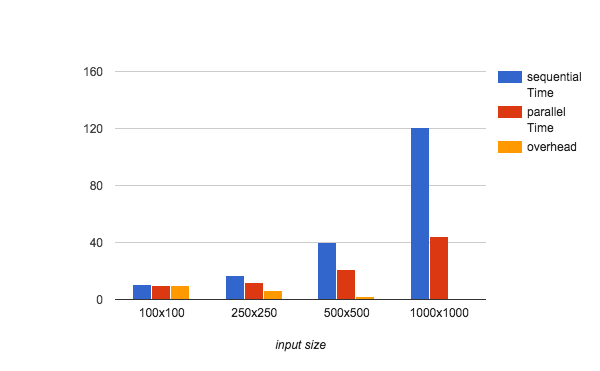 160
120
80
40
0
100x100
250x250
500x500
1000x1000
input size
sequential
Time
parallel
Time
overhead